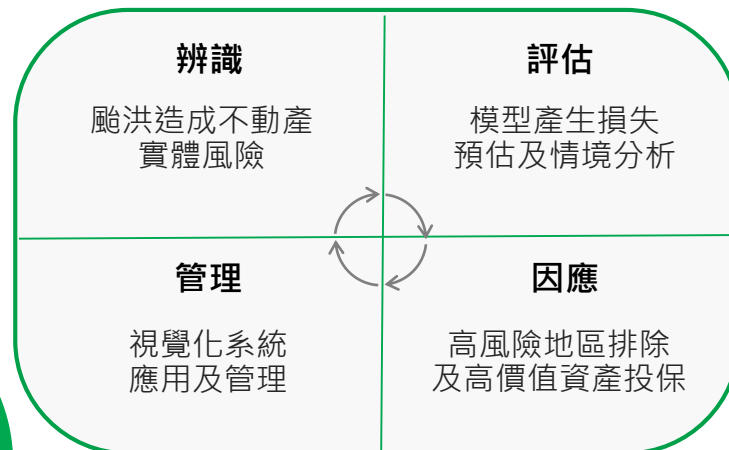 辨識
颱洪造成不動產
實體風險
評估
模型產生損失
預估及情境分析
管理
視覺化系統
應用及管理
因應
高風險地區排除
及高價值資產投保